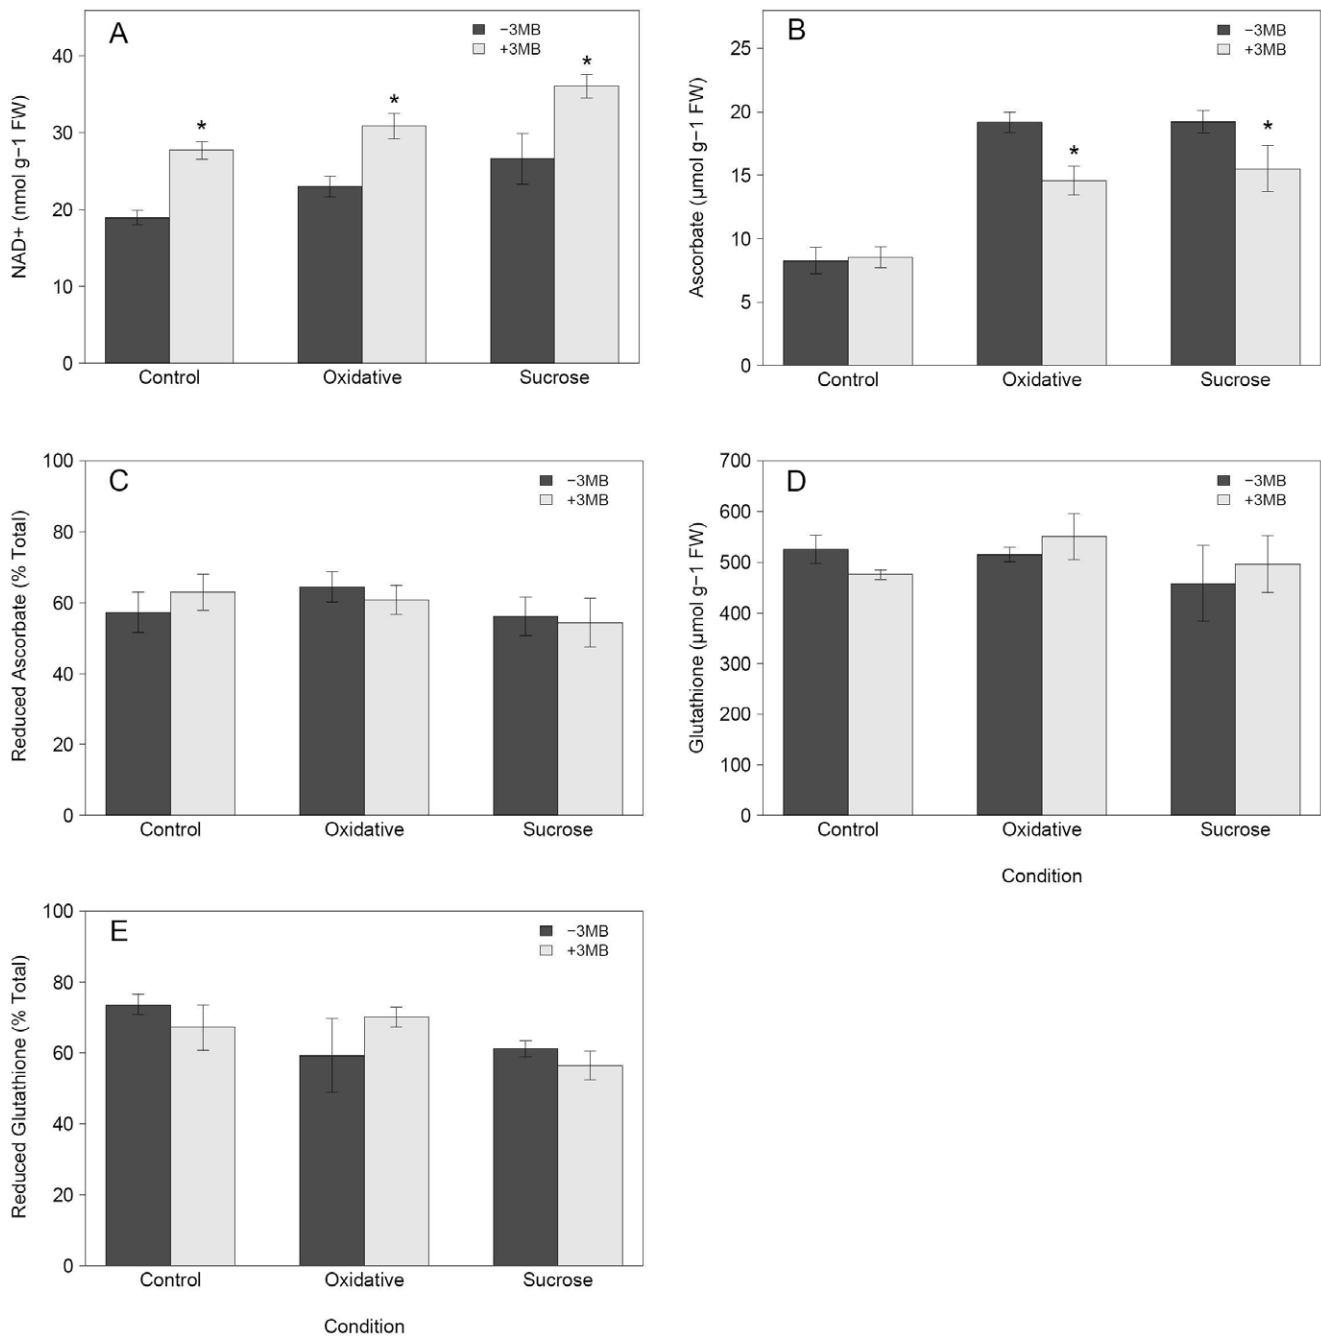 A
−3MB
+3MB
NAD+ (nmol g−1 FW)
40
30
20
10
0
*
*
*
Control
Oxidative
Sucrose
B
−3MB
+3MB
Ascorbate (μmol g−1 FW)
25
20
15
10
5
0
*
*
Control
Oxidative
Sucrose
C
−3MB
+3MB
Reduced Ascorbate (% Total)
100
80
60
40
20
0
Control
Oxidative
Sucrose
D
−3MB
+3MB
Glutathione (μmol g−1 FW)
700
600
500
400
300
200
100
0
Control
Oxidative
Sucrose
Condition
E
−3MB
+3MB
Reduced Glutathione (% Total)
100
80
60
40
20
0
Control
Oxidative
Sucrose
Condition